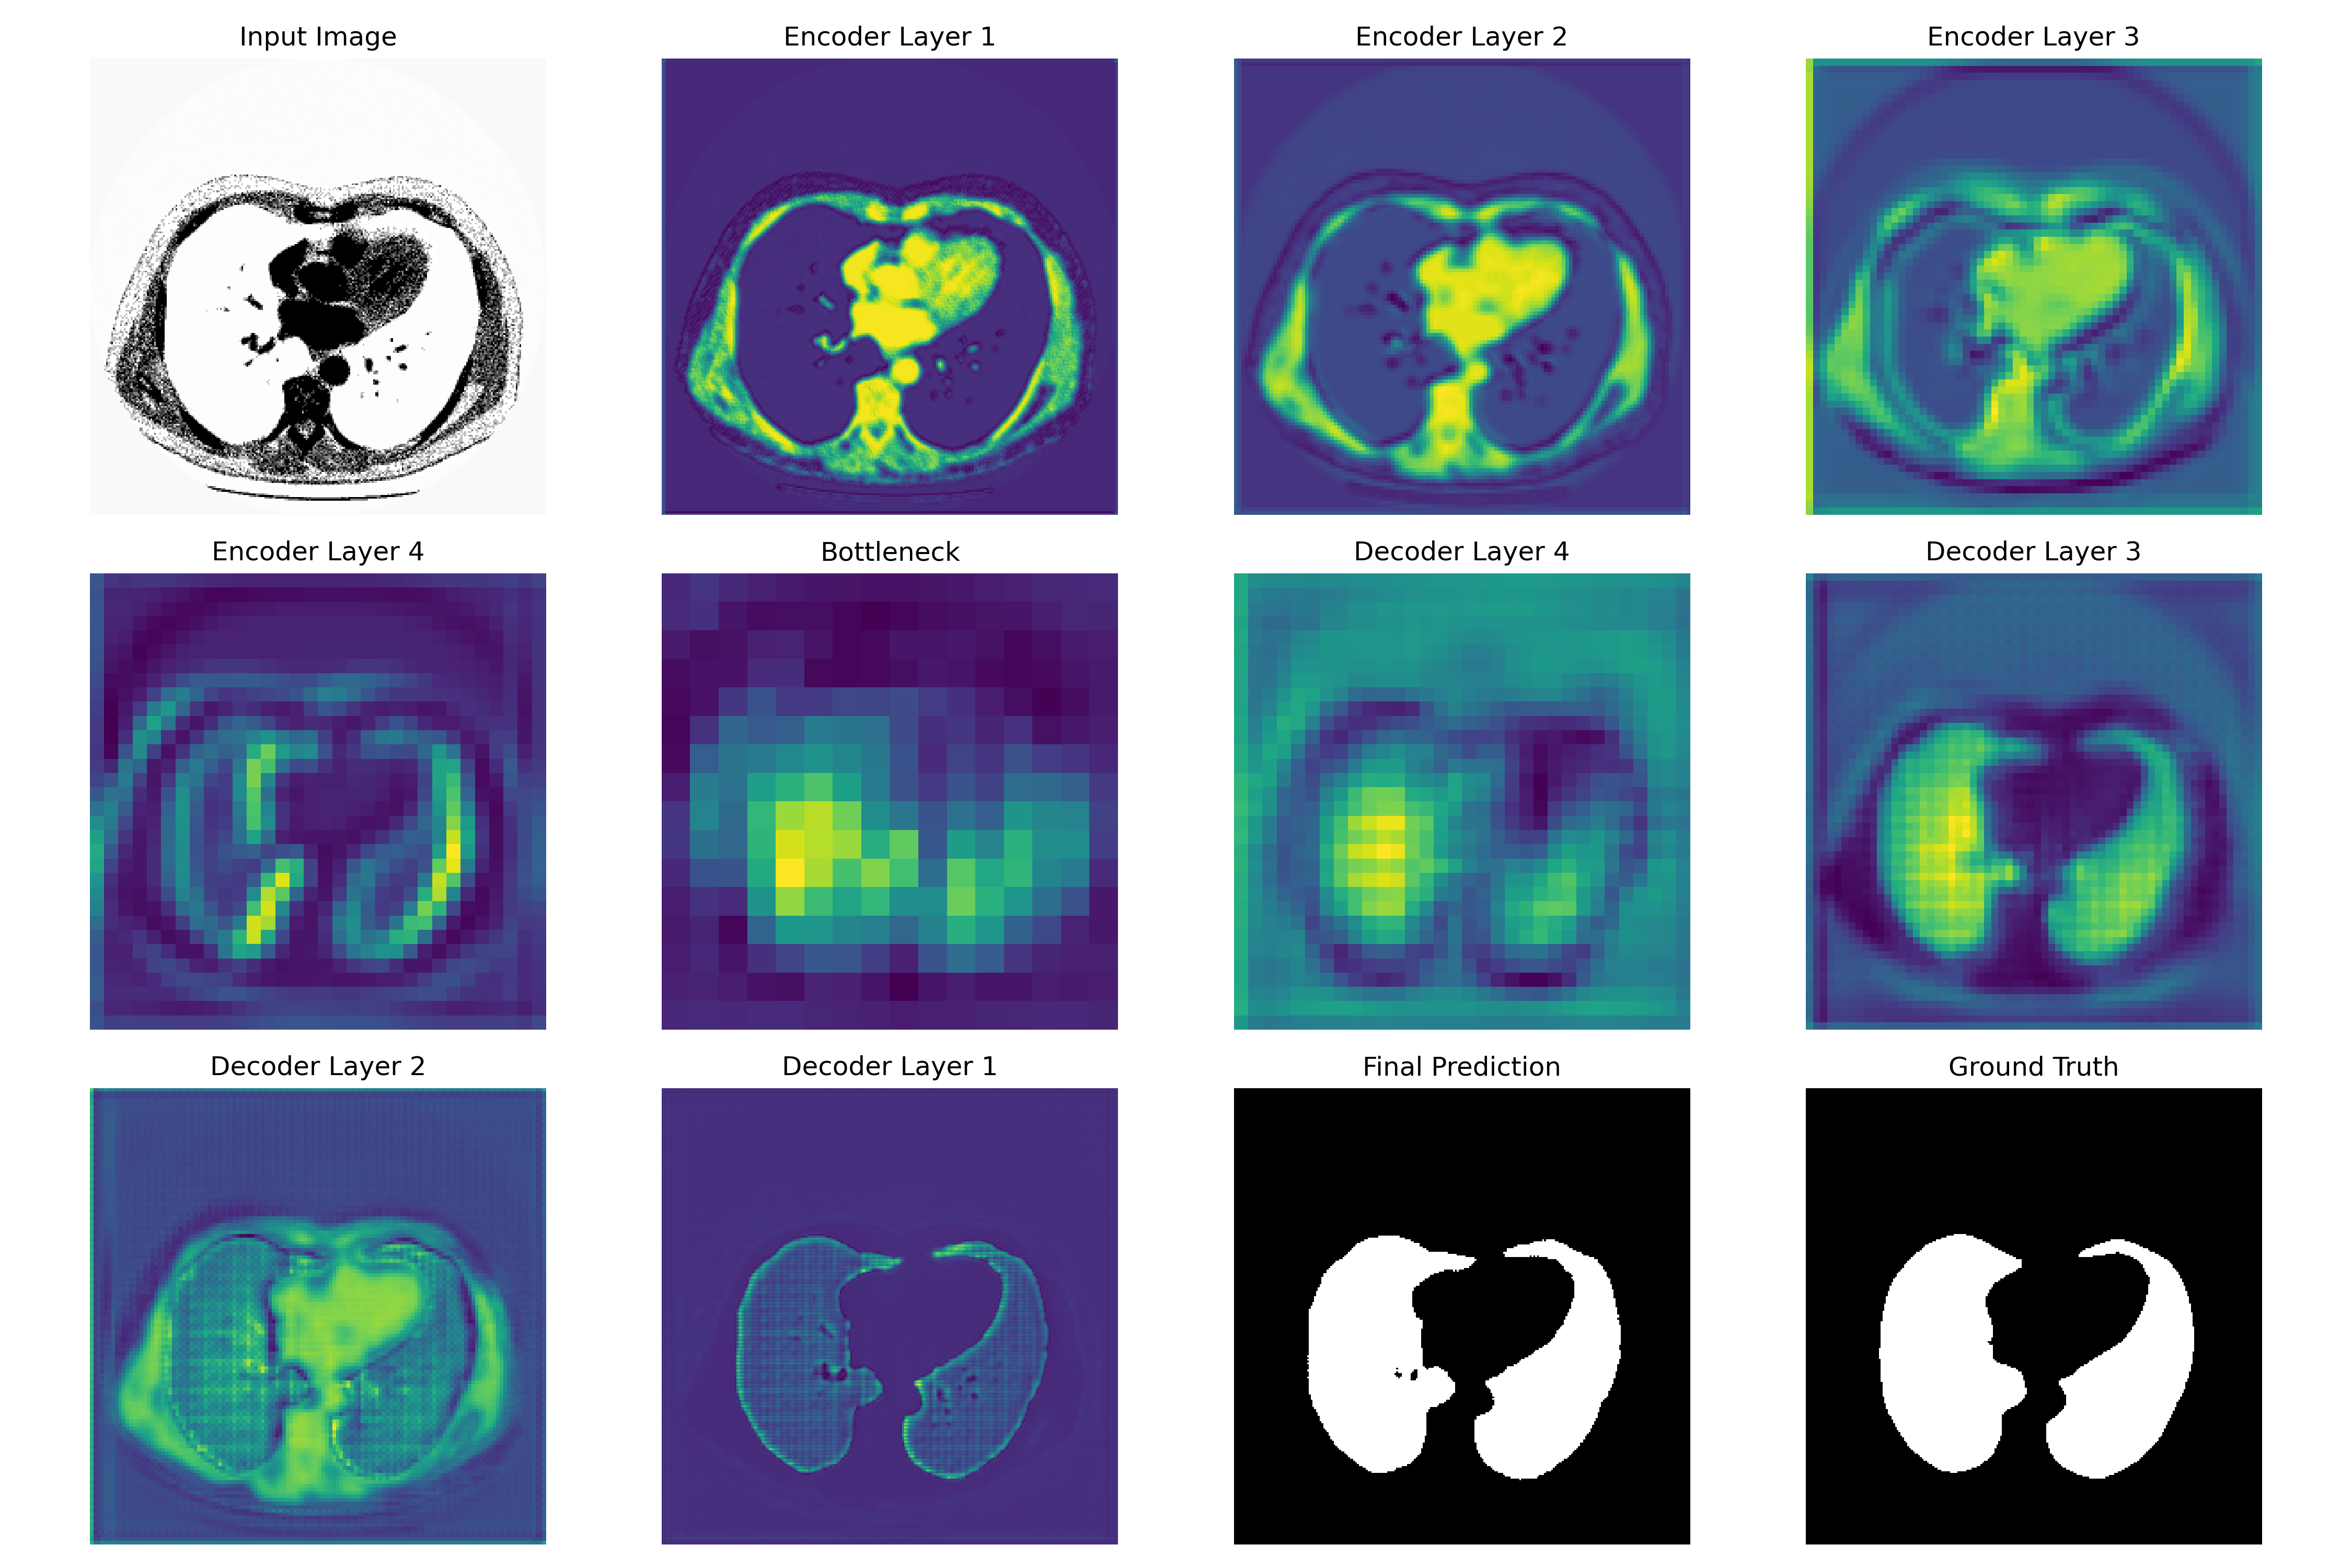 Input Image
Encoder Layer 1
Encoder Layer 2
Encoder Layer 3
Encoder Layer 4
Bottleneck
Decoder Layer 4
Decoder Layer 3
Decoder Layer 2
Decoder Layer 1
Final Prediction
Ground Truth